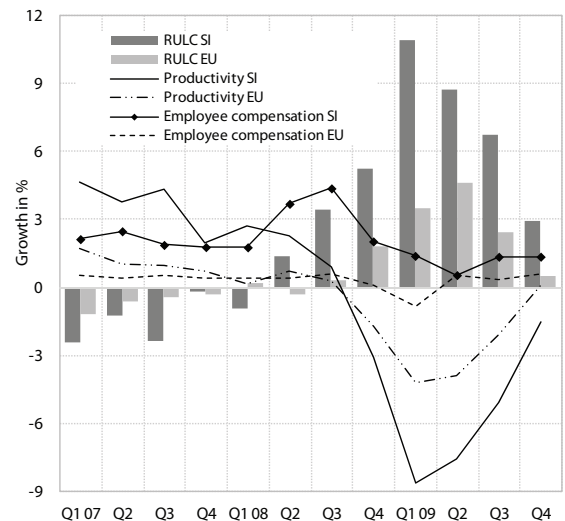 12
9
6
3
0
-3
-6
-9
Growth in %
RULC SI
RULC EU
Productivity SI
Productivity EU
Employee compensation SI
Employee compensation EU
Q1 07 Q2 Q3 Q4 Q1 08 Q2 Q3 Q4 Q1 09 Q2 Q3 Q4